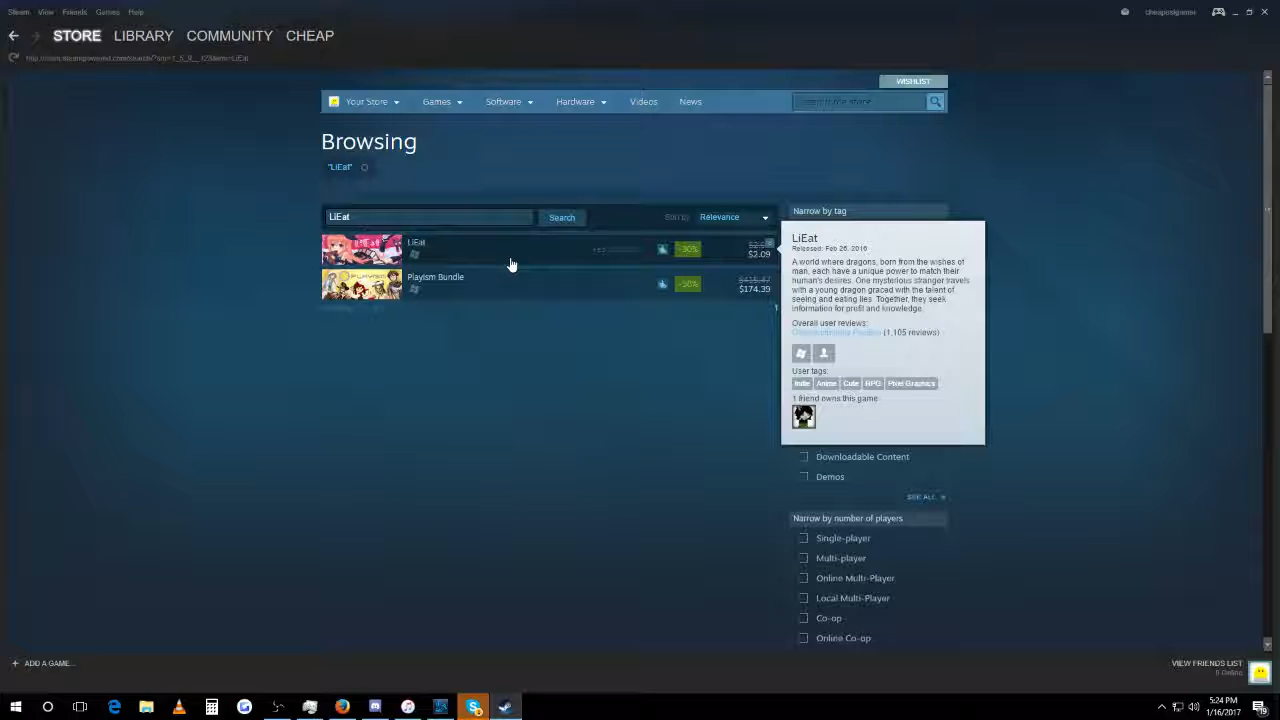 Steam View Friends Games Help
cheapestgamer
STORE LIBRARY COMMUNITY CHEAP
WISHLIST
Your Store Games Software Hardware Videos News
Browsing
"LiEat"
LiEat Search Sort by Relevance
Narrow by tag
LiEat
-30%
$2.09
Playism Bundle
-50%
$174.39
LiEat
Released: Feb 26, 2016
A world where dragons, born from the wishes of
man, each have a unique power to match their
human's desires. One mysterious stranger travels
with a young dragon graced with the talent of
seeing and eating lies. Together, they seek
information for profit and knowledge.
Overall user reviews:
Overwhelmingly Positive (1,105 reviews)
User tags:
Indie Anime Cute RPG Pixel Graphics
1 friend owns this game
Downloadable Content
Demos
SEE ALL
Narrow by number of players
Single-player
Multi-player
Online Multi-Player
Local Multi-Player
Co-op
Online Co-op
+ ADD A GAME...
VIEW FRIENDS LIST
Online
5:24 PM
1/16/2017